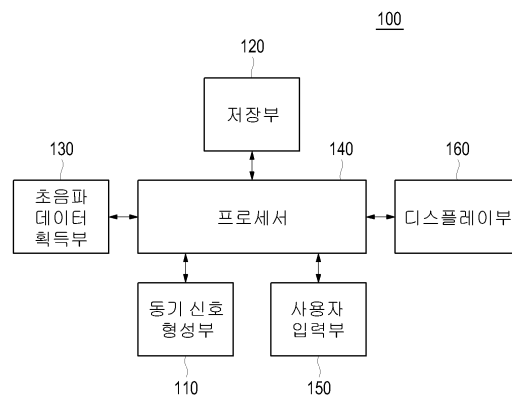 100
120
저장부
130
140
160
초음파
데이터
획득부
프로세서
디스플레이부
동기 신호
형성부
사용자
입력부
110
150